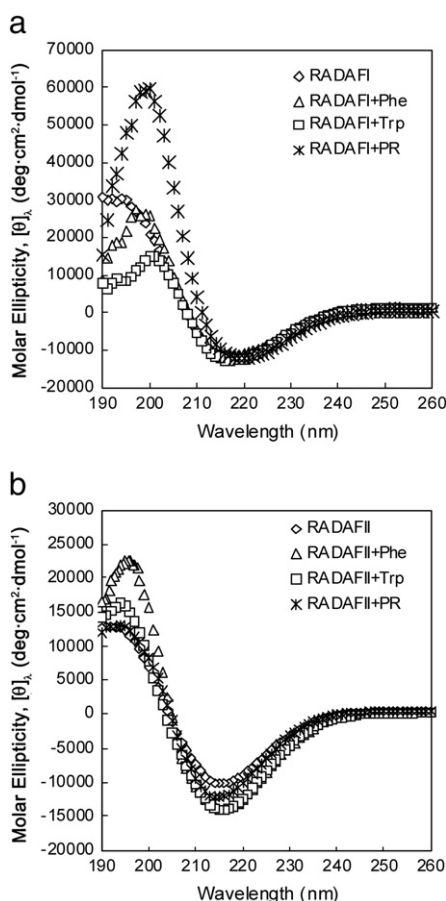 a
Molar Ellipticity, [θ]λ (deg·cm²·dmol⁻¹)
70000
60000
50000
40000
30000
20000
10000
0
-10000
-20000
RADAFI
RADAFI+Phe
RADAFI+Trp
RADAFI+PR
190 200 210 220 230 240 250 260
Wavelength (nm)
b
Molar Ellipticity, [θ]λ (deg·cm²·dmol⁻¹)
30000
25000
20000
15000
10000
5000
0
-5000
-10000
-15000
-20000
RADAFII
RADAFII+Phe
RADAFII+Trp
RADAFII+PR
190 200 210 220 230 240 250 260
Wavelength (nm)